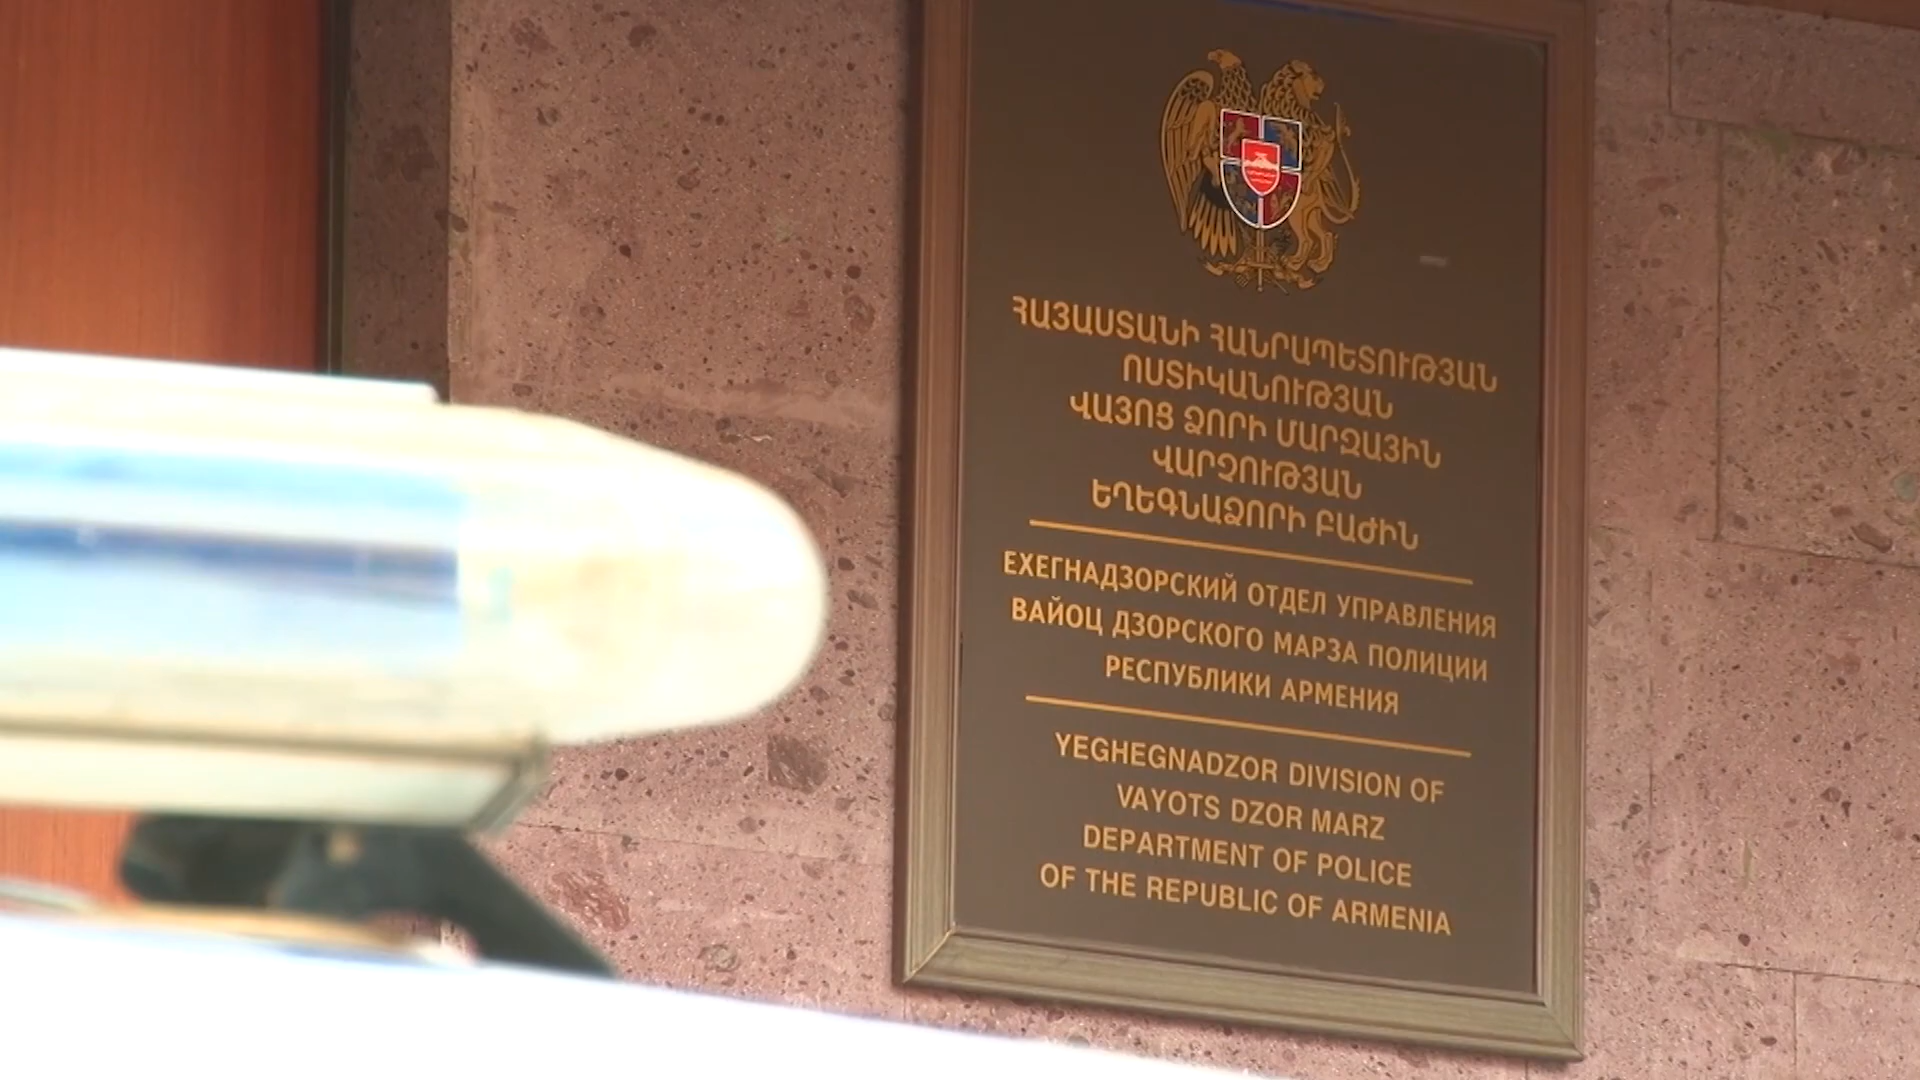 ՀԱՅԱՍՏԱՆԻ ՀԱՆՐԱՊԵՏՈՒԹՅԱՆ
ՈՍՏԻԿԱՆՈՒԹՅԱՆ
ՎԱՅՈՑ ՁՈՐԻ ՄԱՐԶԱՅԻՆ
ՎԱՐՉՈՒԹՅԱՆ
ԵՂԵԳՆԱՁՈՐԻ ԲԱԺԻՆ
ЕХЕГНАДЗОРСКИЙ ОТДЕЛ УПРАВЛЕНИЯ
ВАЙОЦ ДЗОРСКОГО МАРЗА ПОЛИЦИИ
РЕСПУБЛИКИ АРМЕНИЯ
YEGHEGNADZOR DIVISION OF
VAYOTS DZOR MARZ
DEPARTMENT OF POLICE
OF THE REPUBLIC OF ARMENIA